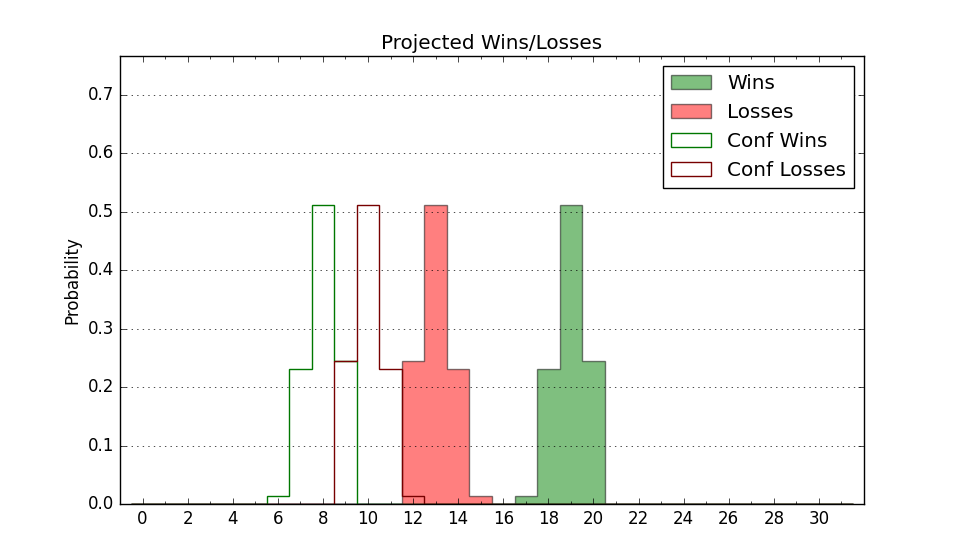 Projected Wins/Losses
Wins
Losses
Conf Wins
Conf Losses
Probability
0.7
0.6
0.5
0.4
0.3
0.2
0.1
0.0
0 2 4 6 8 10 12 14 16 18 20 22 24 26 28 30